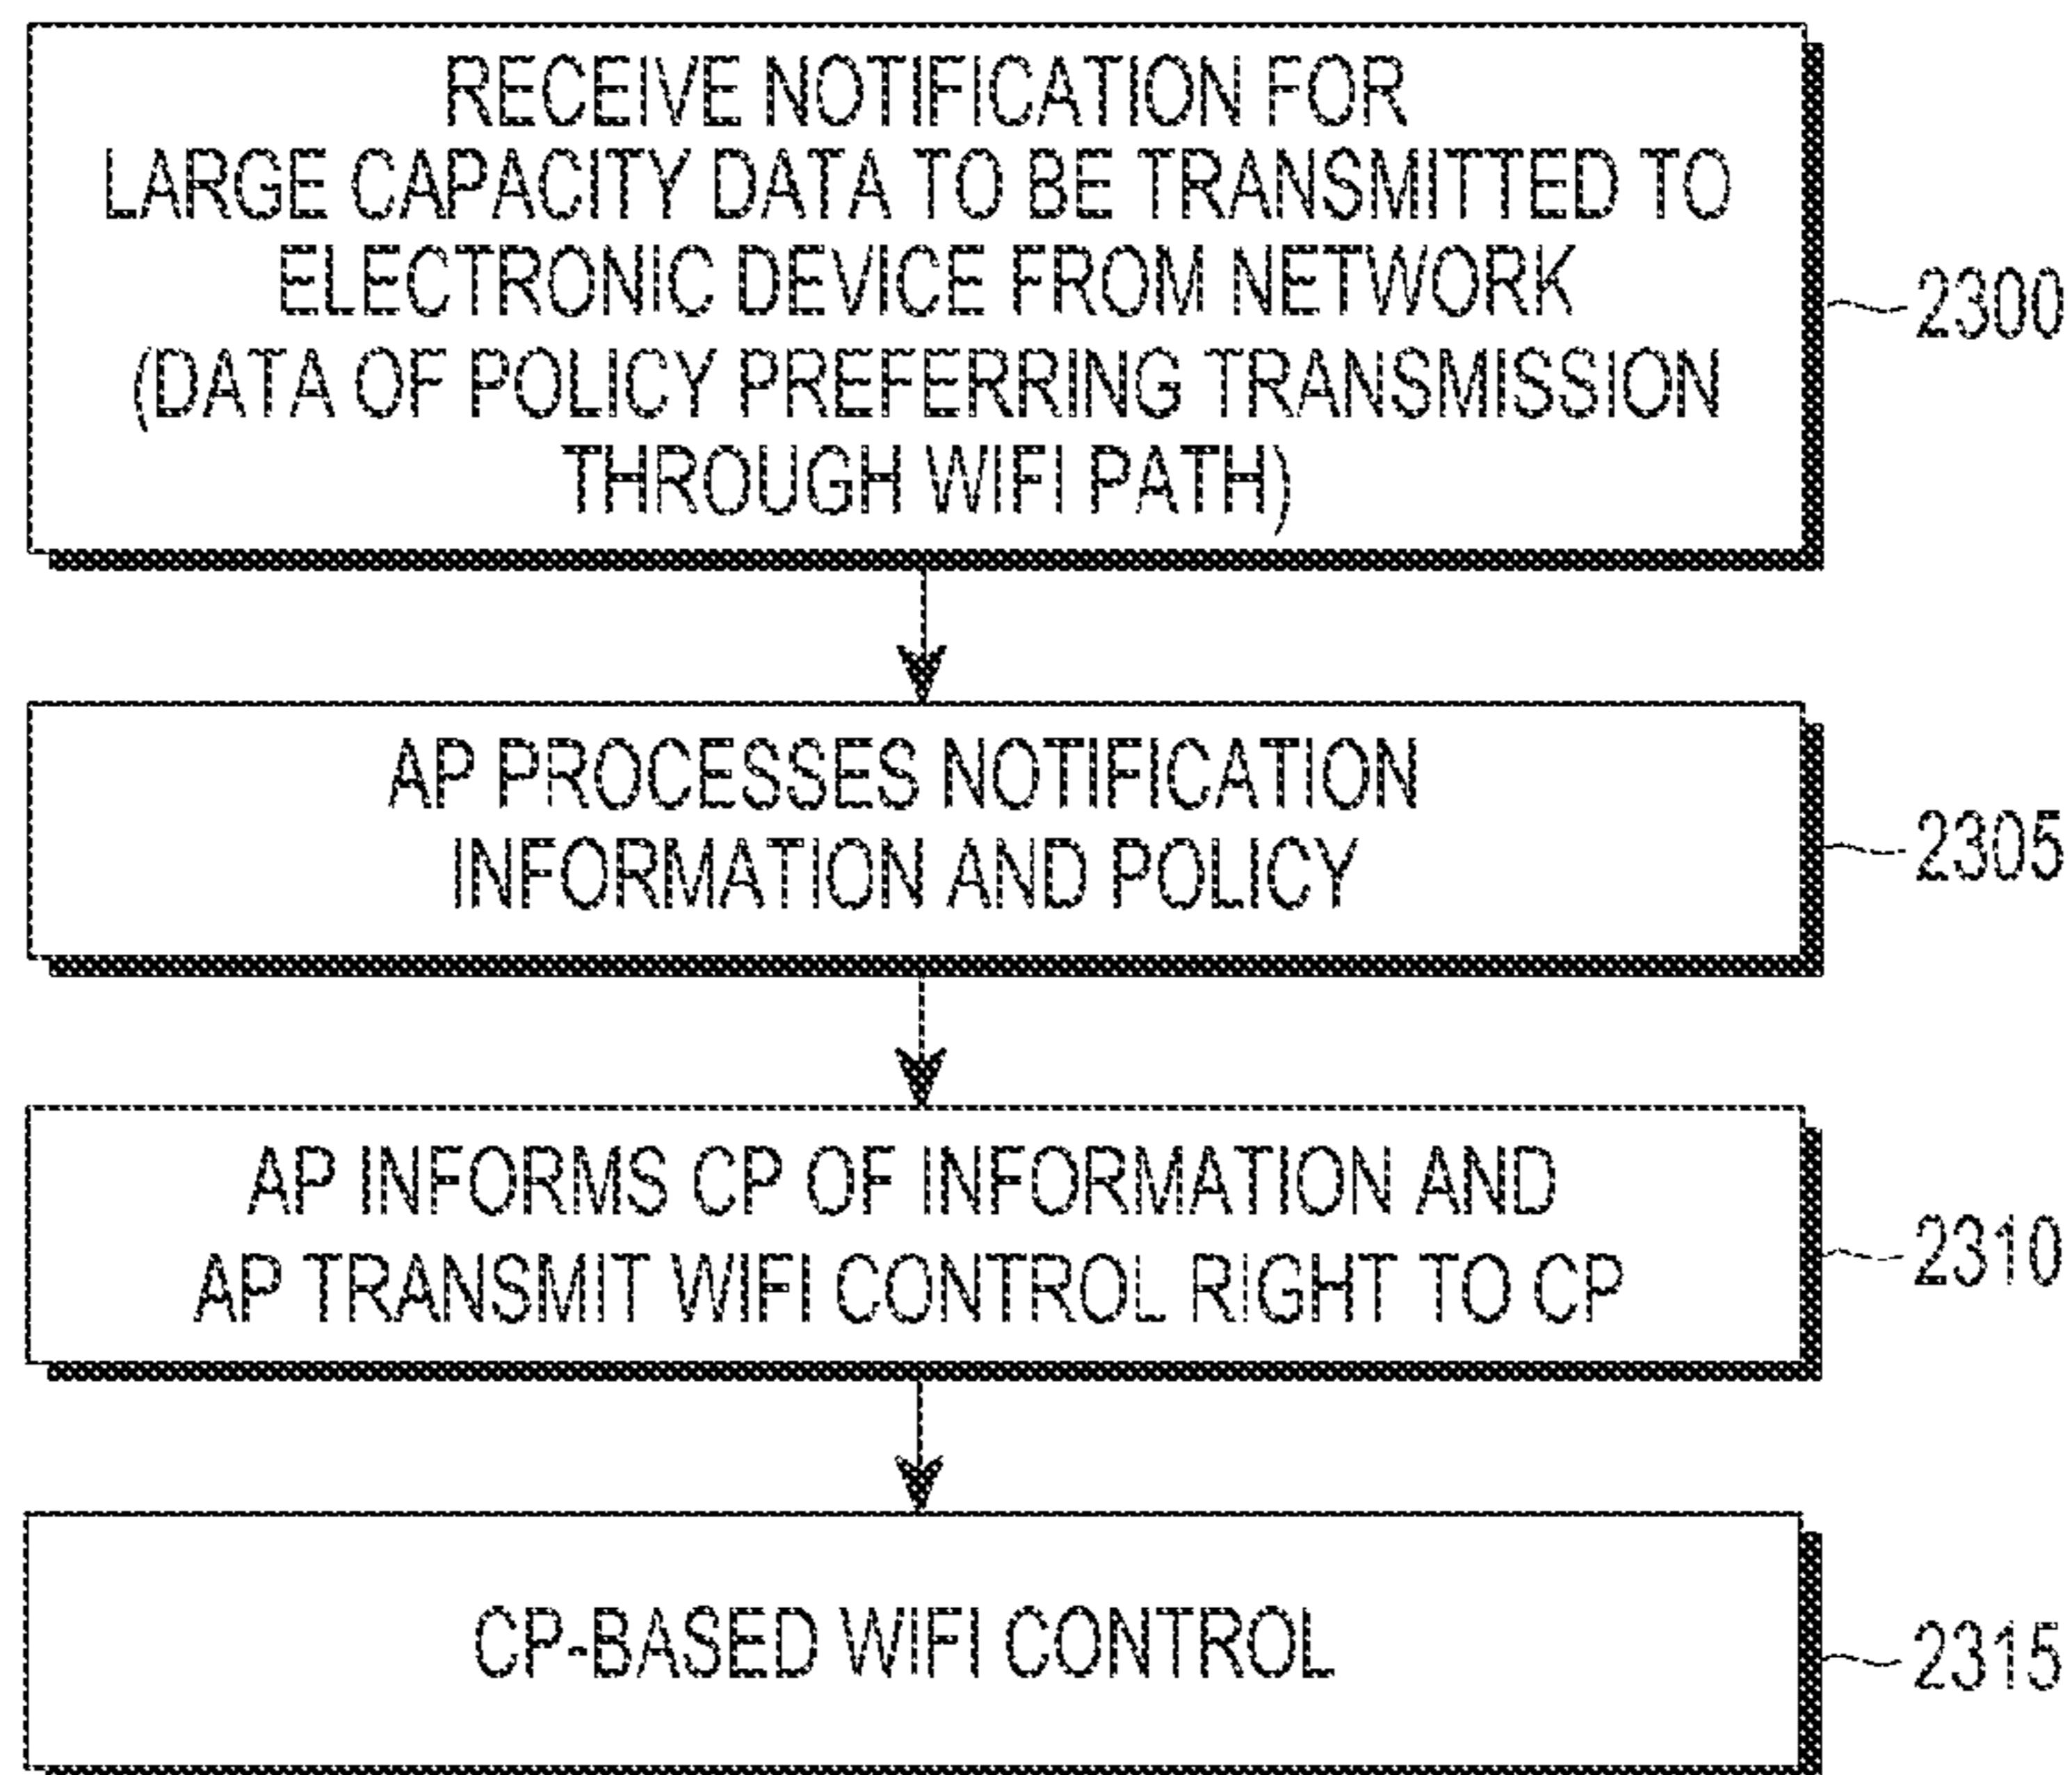 RECEIVE NOTIFICATION FOR
LARGE CAPACITY DATA TO BE TRANSMITTED TO
ELECTRONIC DEVICE FROM NETWORK
(DATA OF POLICY PREFERRING TRANSMISSION
THROUGH WIFI PATH)
2300
AP PROCESSES NOTIFICATION
INFORMATION AND POLICY
2305
AP INFORMS CP OF INFORMATION AND
AP TRANSMIT WIFI CONTROL RIGHT TO CP
2310
CP-BASED WIFI CONTROL
2315